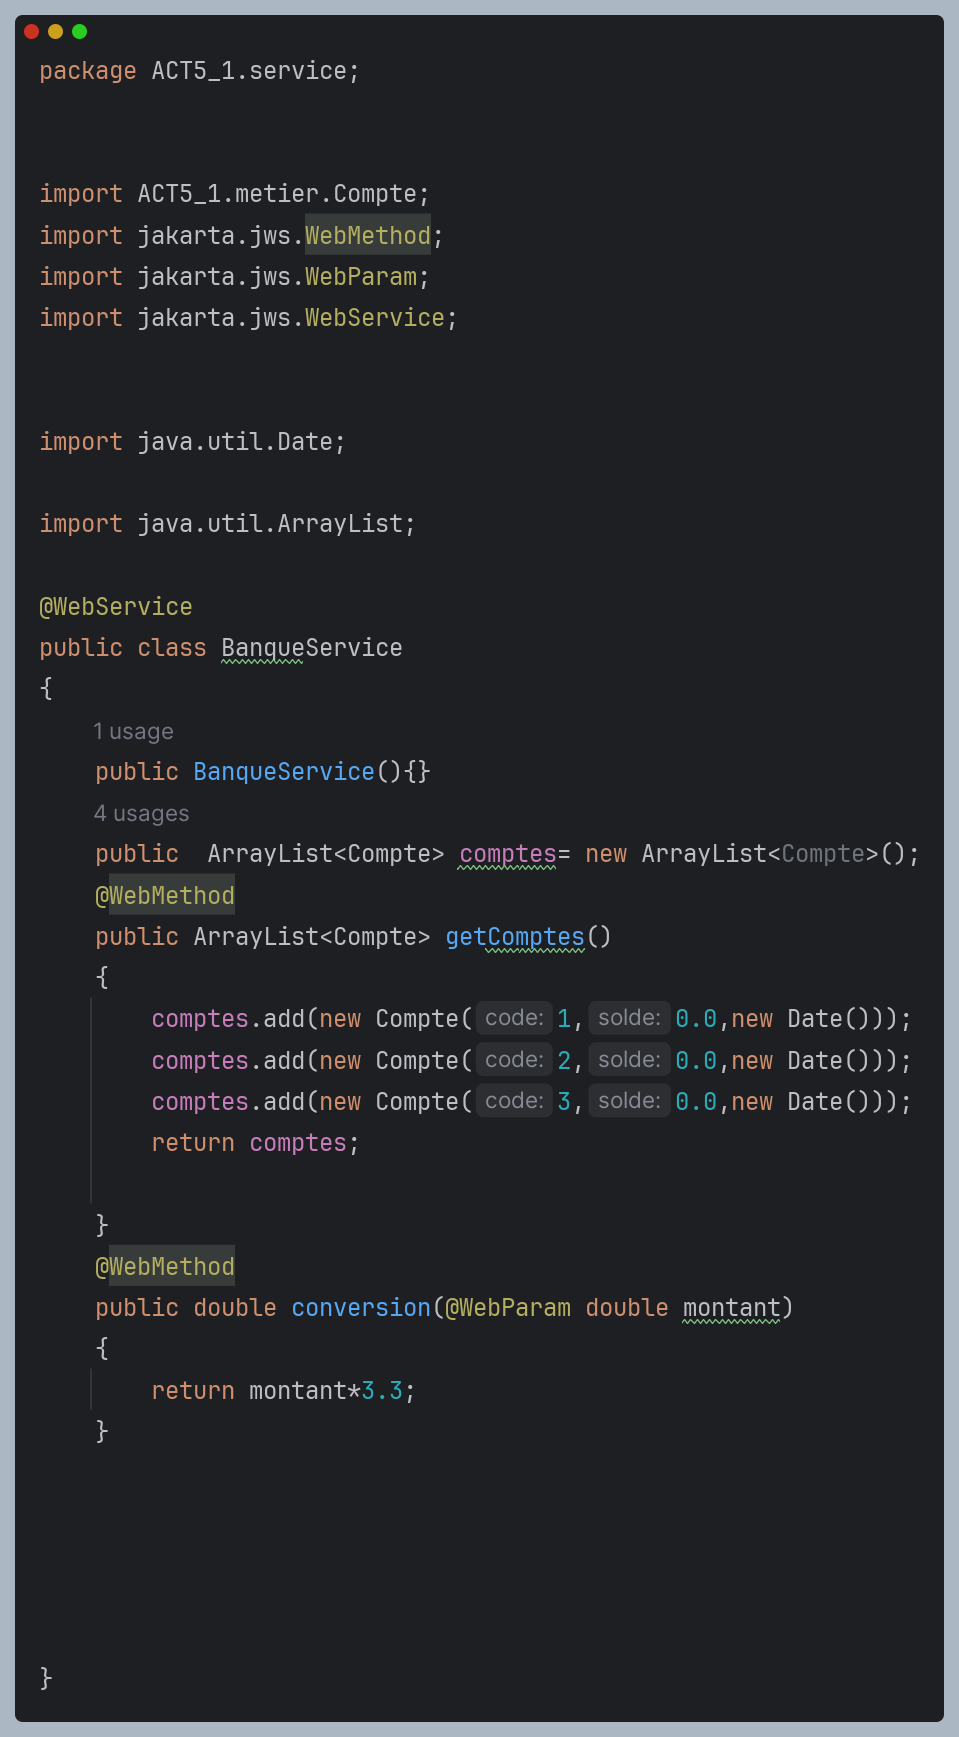 package ACT5_1.service;
import ACT5_1.metier.Compte;
import jakarta.jws.WebMethod;
import jakarta.jws.WebParam;
import jakarta.jws.WebService;
import java.util.Date;
import java.util.ArrayList;
@WebService
public class BanqueService
{
1 usage
public BanqueService(){}
4 usages
public  ArrayList<Compte> comptes= new ArrayList<Compte>();
@WebMethod
public ArrayList<Compte> getComptes()
{
comptes.add(new Compte( code: 1, solde: 0.0,new Date()));
comptes.add(new Compte( code: 2, solde: 0.0,new Date()));
comptes.add(new Compte( code: 3, solde: 0.0,new Date()));
return comptes;
}
@WebMethod
public double conversion(@WebParam double montant)
{
return montant*3.3;
}
}